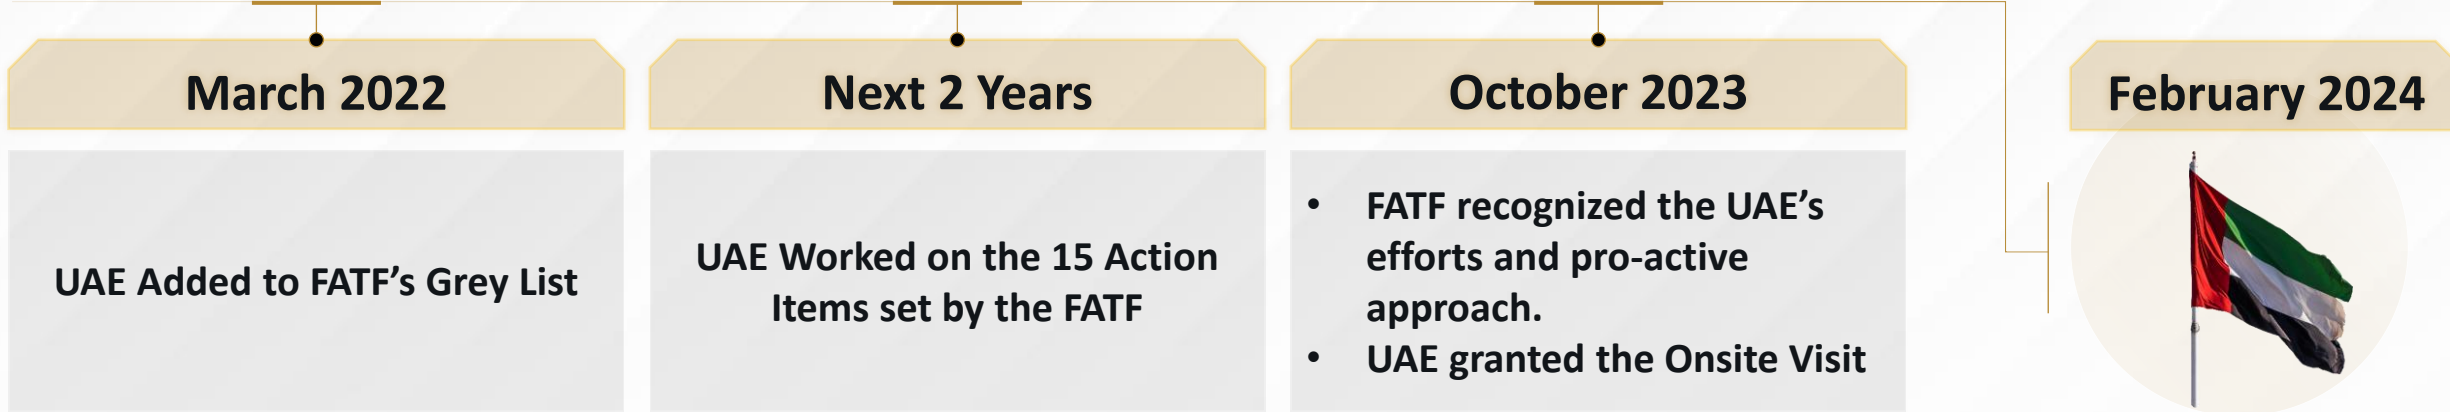 March 2022
UAE Added to FATF’s Grey List
Next 2 Years
UAE Worked on the 15 Action
Items set by the FATF
October 2023
• FATF recognized the UAE’s
efforts and pro-active
approach.
• UAE granted the Onsite Visit
February 2024